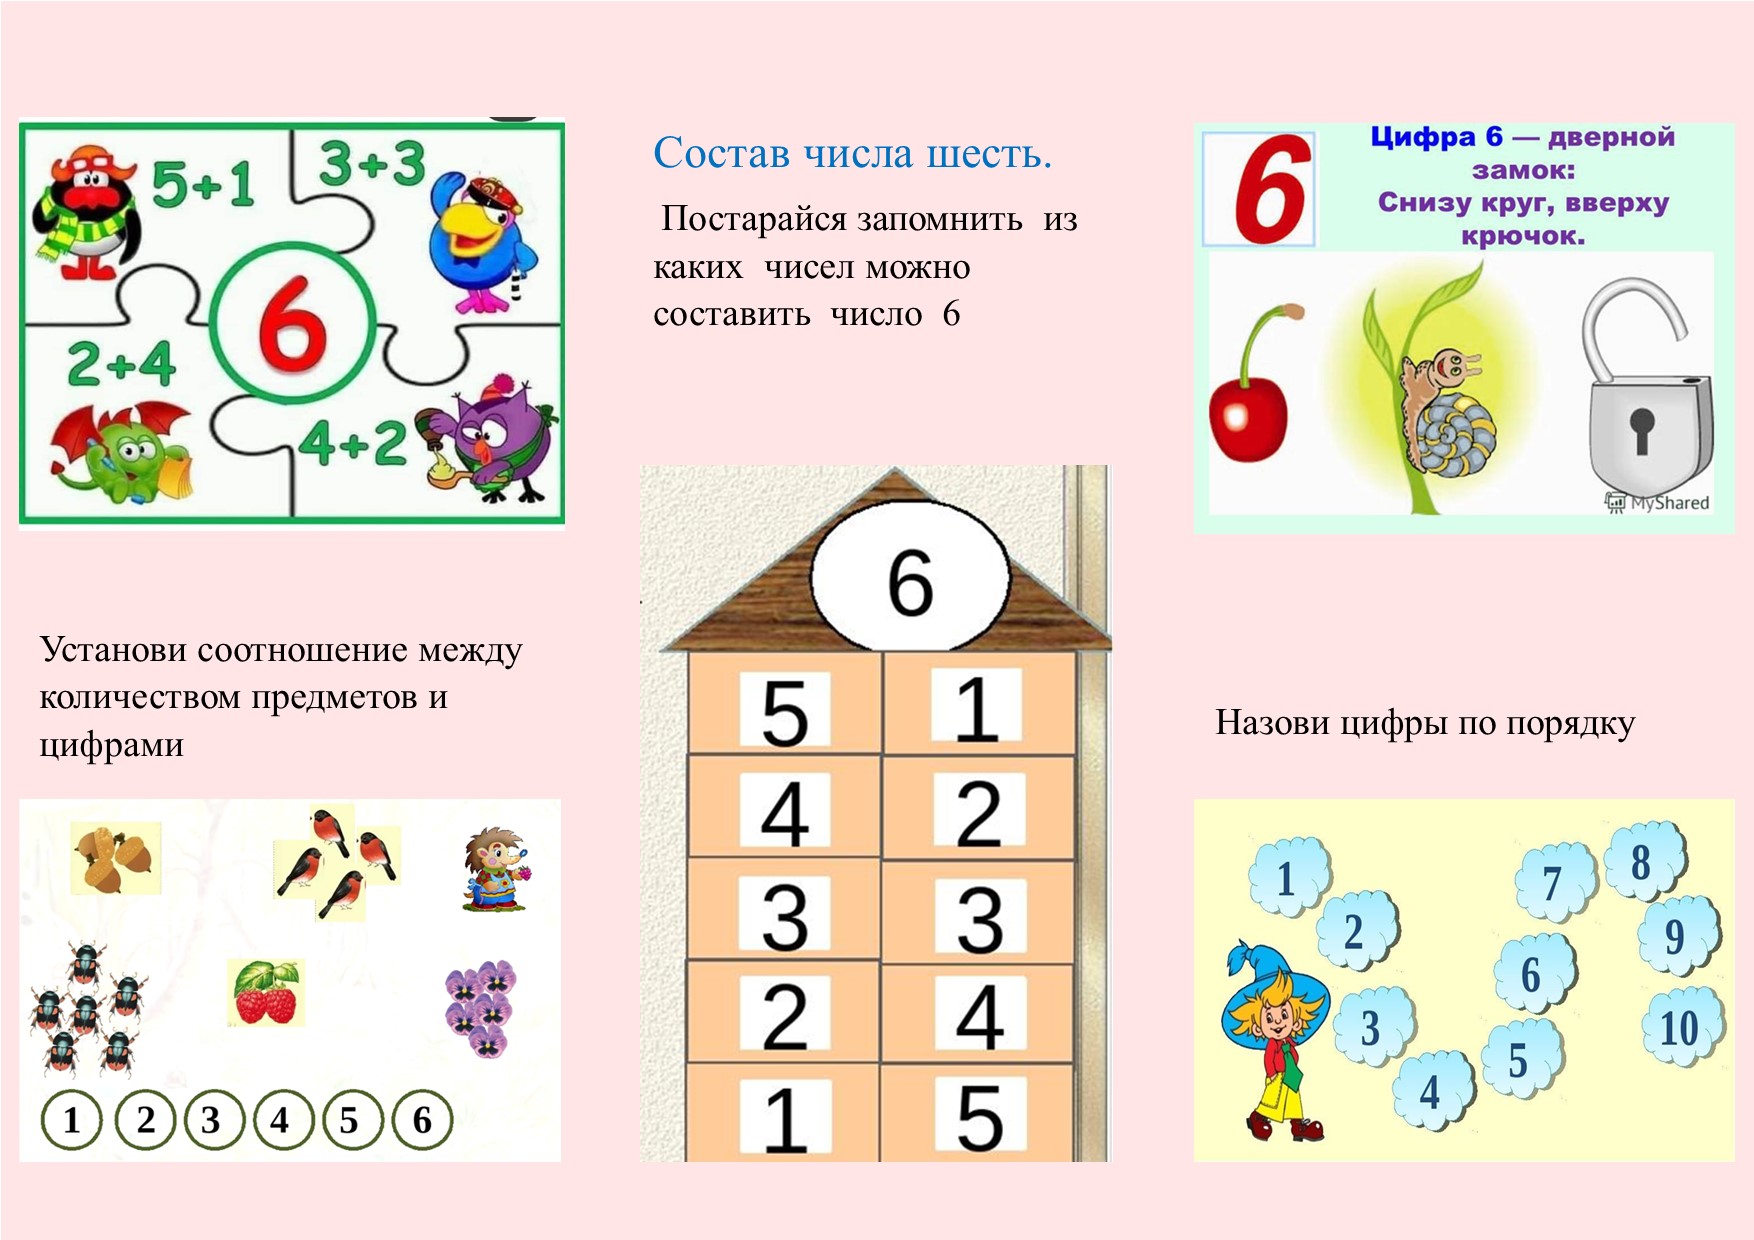 5+1
3+3
6
2+4
4+2
Установи соотношение между
количеством предметов и
цифрами
1 2 3 4 5 6
Состав числа шесть.
Постарайся запомнить из
каких чисел можно
составить число 6
6
5 1
4 2
3 3
2 4
1 5
6
Цифра 6 — дверной
замок:
Снизу круг, вверху
крючок.
MyShared
Назови цифры по порядку
1
2
3
4
5
6
7
8
9
10